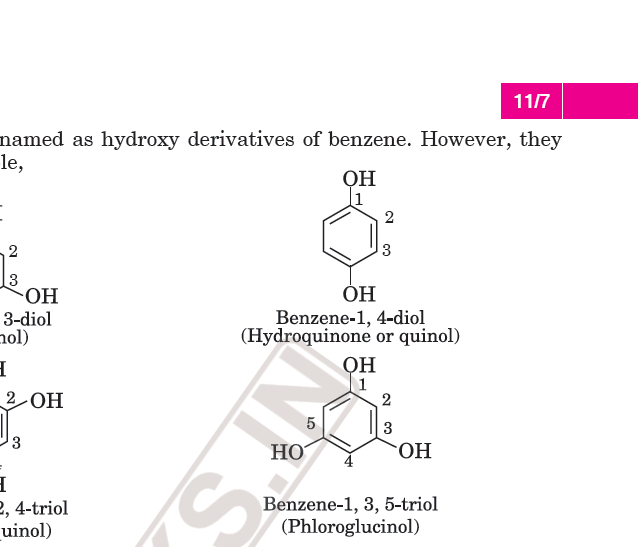 11/7
named as hydroxy derivatives of benzene. However, they
le,
OH
1
2
3
OH
Benzene-1, 4-diol
(Hydroquinone or quinol)
2
3
OH
3-diol
nol)
OH
1
2
3
OH
4
HO
5
Benzene-1, 3, 5-triol
(Phloroglucinol)
2
OH
3
2, 4-triol
uinol)
KS.IN